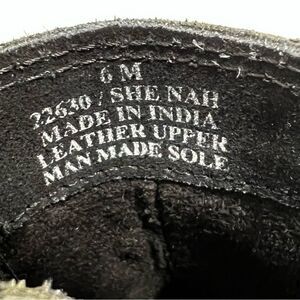 6 M
22630 / SHE NAH
MADE IN INDIA
LEATHER UPPER
MAN MADE SOLE